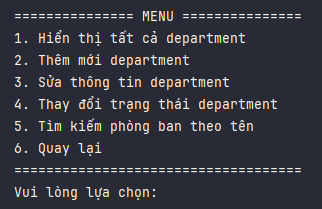 =============== MENU ===============
1. Hiển thị tất cả department
2. Thêm mới department
3. Sửa thông tin department
4. Thay đổi trạng thái department
5. Tìm kiếm phòng ban theo tên
6. Quay lại
====================================
Vui lòng lựa chọn: